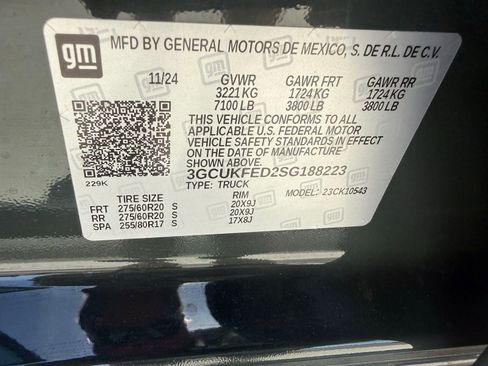 gm
MFD BY GENERAL MOTORS DE MEXICO, S. DE R.L. DE C.V.
11/24 GVWR GAWR FRT GAWR RR
3221 KG 1724 KG 1724 KG
7100 LB 3800 LB 3800 LB
THIS VEHICLE CONFORMS TO ALL
APPLICABLE U.S. FEDERAL MOTOR
VEHICLE SAFETY STANDARDS IN EFFECT
ON THE DATE OF MANUFACTURE
SHOWN ABOVE
3GCUKFED2SG188223
229K TYPE: TRUCK MODEL: 23CK10543
TIRE SIZE RIM
FRT 275/60R20 S 20X9J
RR 275/60R20 S 20X9J
SPA 255/80R17 S 17X8J